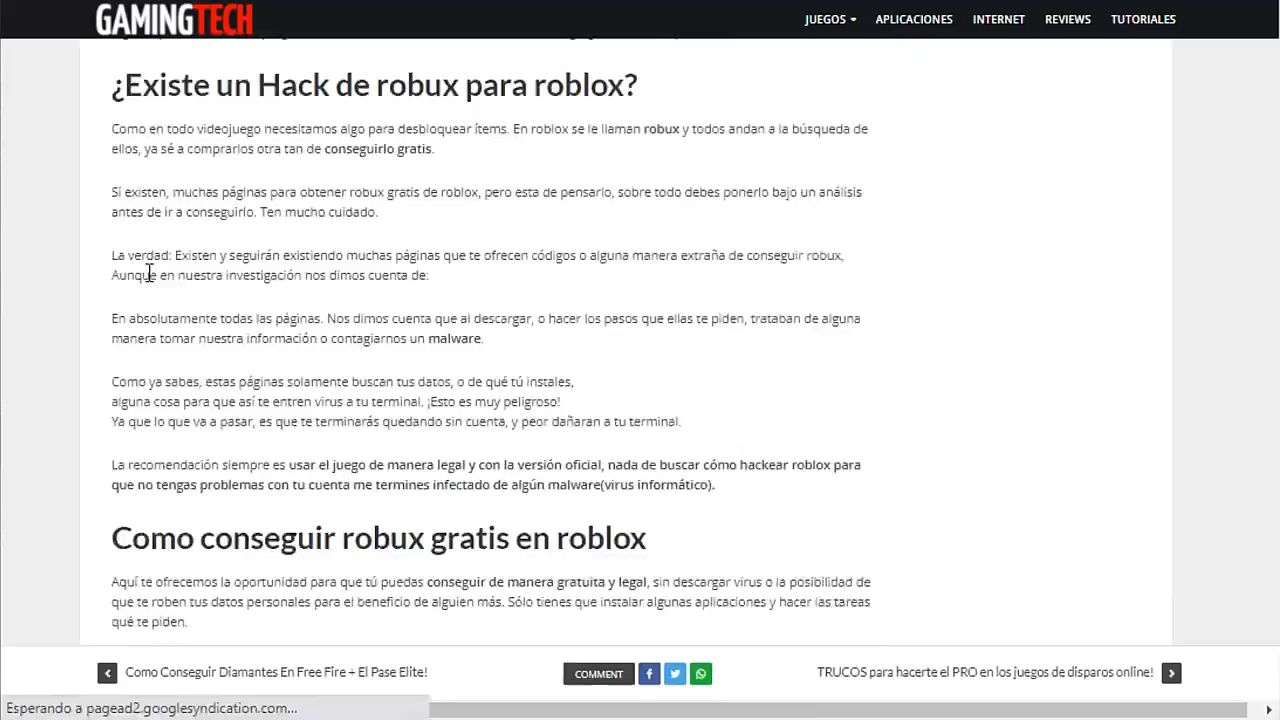 GAMINGTECH
JUEGOS APLICACIONES INTERNET REVIEWS TUTORIALES
¿Existe un Hack de robux para roblox?
Como en todo videojuego necesitamos algo para desbloquear ítems. En roblox se le llaman robux y todos andan a la búsqueda de
ellos, ya sé a comprarlos otra tan de conseguirlo gratis.
Sí existen, muchas páginas para obtener robux gratis de roblox, pero esta de pensarlo, sobre todo debes ponerlo bajo un análisis
antes de ir a conseguirlo. Ten mucho cuidado.
La verdad: Existen y seguirán existiendo muchas páginas que te ofrecen códigos o alguna manera extraña de conseguir robux,
Aunque en nuestra investigación nos dimos cuenta de:
En absolutamente todas las páginas. Nos dimos cuenta que al descargar, o hacer los pasos que ellas te piden, trataban de alguna
manera tomar nuestra información o contagiarnos un malware.
Como ya sabes, estas páginas solamente buscan tus datos, o de qué tú instales,
alguna cosa para que así te entren virus a tu terminal. ¡Esto es muy peligroso!
Ya que lo que va a pasar, es que te terminarás quedando sin cuenta, y peor dañaran a tu terminal.
La recomendación siempre es usar el juego de manera legal y con la versión oficial, nada de buscar cómo hackear roblox para
que no tengas problemas con tu cuenta me termines infectado de algún malware(virus informático).
Como conseguir robux gratis en roblox
Aquí te ofrecemos la oportunidad para que tú puedas conseguir de manera gratuita y legal, sin descargar virus o la posibilidad de
que te roben tus datos personales para el beneficio de alguien más. Sólo tienes que instalar algunas aplicaciones y hacer las tareas
qué te piden.
Como Conseguir Diamantes En Free Fire + El Pase Elite!
COMMENT
TRUCOS para hacerte el PRO en los juegos de disparos online!
Esperando a pagead2.googlesyndication.com...